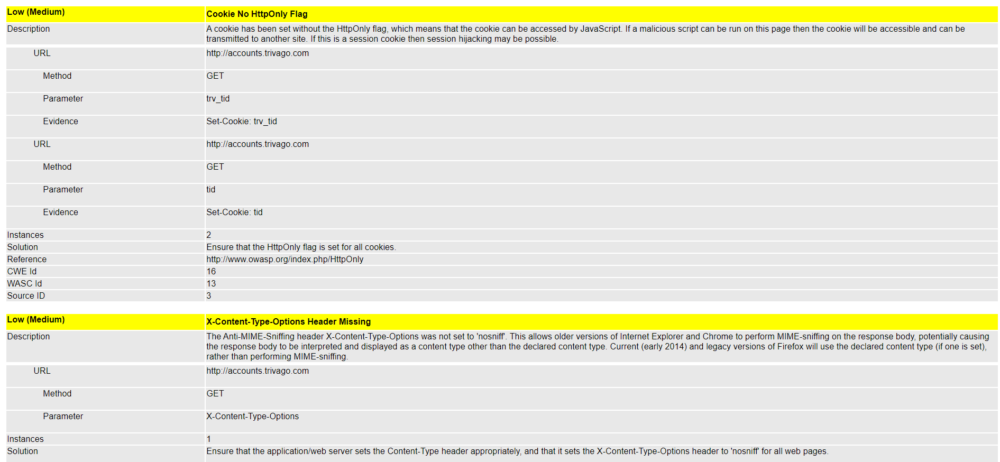 Low (Medium) Cookie No HttpOnly Flag
Description A cookie has been set without the HttpOnly flag, which means that the cookie can be accessed by JavaScript. If a malicious script can be run on this page then the cookie will be accessible and can be
transmitted to another site. If this is a session cookie then session hijacking may be possible.
URL http://accounts.trivago.com
Method GET
Parameter trv_tid
Evidence Set-Cookie: trv_tid
URL http://accounts.trivago.com
Method GET
Parameter tid
Evidence Set-Cookie: tid
Instances 2
Solution Ensure that the HttpOnly flag is set for all cookies.
Reference http://www.owasp.org/index.php/HttpOnly
CWE Id 16
WASC Id 13
Source ID 3
Low (Medium) X-Content-Type-Options Header Missing
Description The Anti-MIME-Sniffing header X-Content-Type-Options was not set to 'nosniff'. This allows older versions of Internet Explorer and Chrome to perform MIME-sniffing on the response body, potentially causing
the response body to be interpreted and displayed as a content type other than the declared content type. Current (early 2014) and legacy versions of Firefox will use the declared content type (if one is set),
rather than performing MIME-sniffing.
URL http://accounts.trivago.com
Method GET
Parameter X-Content-Type-Options
Instances 1
Solution Ensure that the application/web server sets the Content-Type header appropriately, and that it sets the X-Content-Type-Options header to 'nosniff' for all web pages.